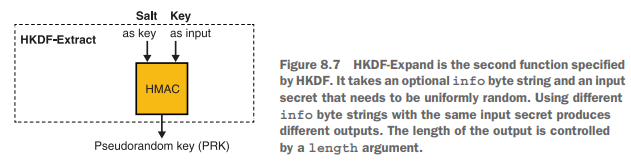 Salt Key
HKDF-Extract as key as input
HMAC
Pseudorandom key (PRK)
Figure 8.7 HKDF-Expand is the second function specified
by HKDF. It takes an optional info byte string and an input
secret that needs to be uniformly random. Using different
info byte strings with the same input secret produces
different outputs. The length of the output is controlled
by a length argument.